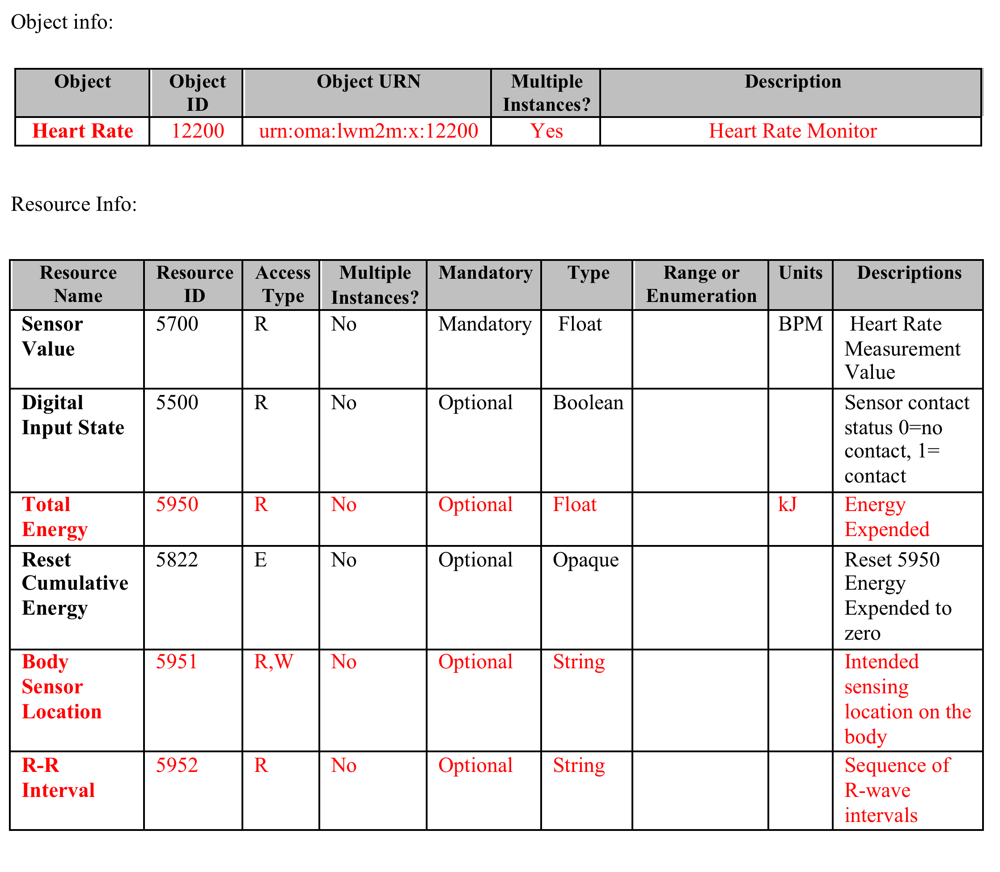 Object info:
Object Object ID Object URN Multiple Instances? Description
Heart Rate 12200 urn:oma:lwm2m:x:12200 Yes Heart Rate Monitor
Resource Info:
Resource Name Resource ID Access Type Multiple Instances? Mandatory Type Range or Enumeration Units Descriptions
Sensor Value 5700 R No Mandatory Float BPM Heart Rate Measurement Value
Digital Input State 5500 R No Optional Boolean Sensor contact status 0=no contact, 1= contact
Total Energy 5950 R No Optional Float kJ Energy Expended
Reset Cumulative Energy 5822 E No Optional Opaque Reset 5950 Energy Expended to zero
Body Sensor Location 5951 R,W No Optional String Intended sensing location on the body
R-R Interval 5952 R No Optional String Sequence of R-wave intervals